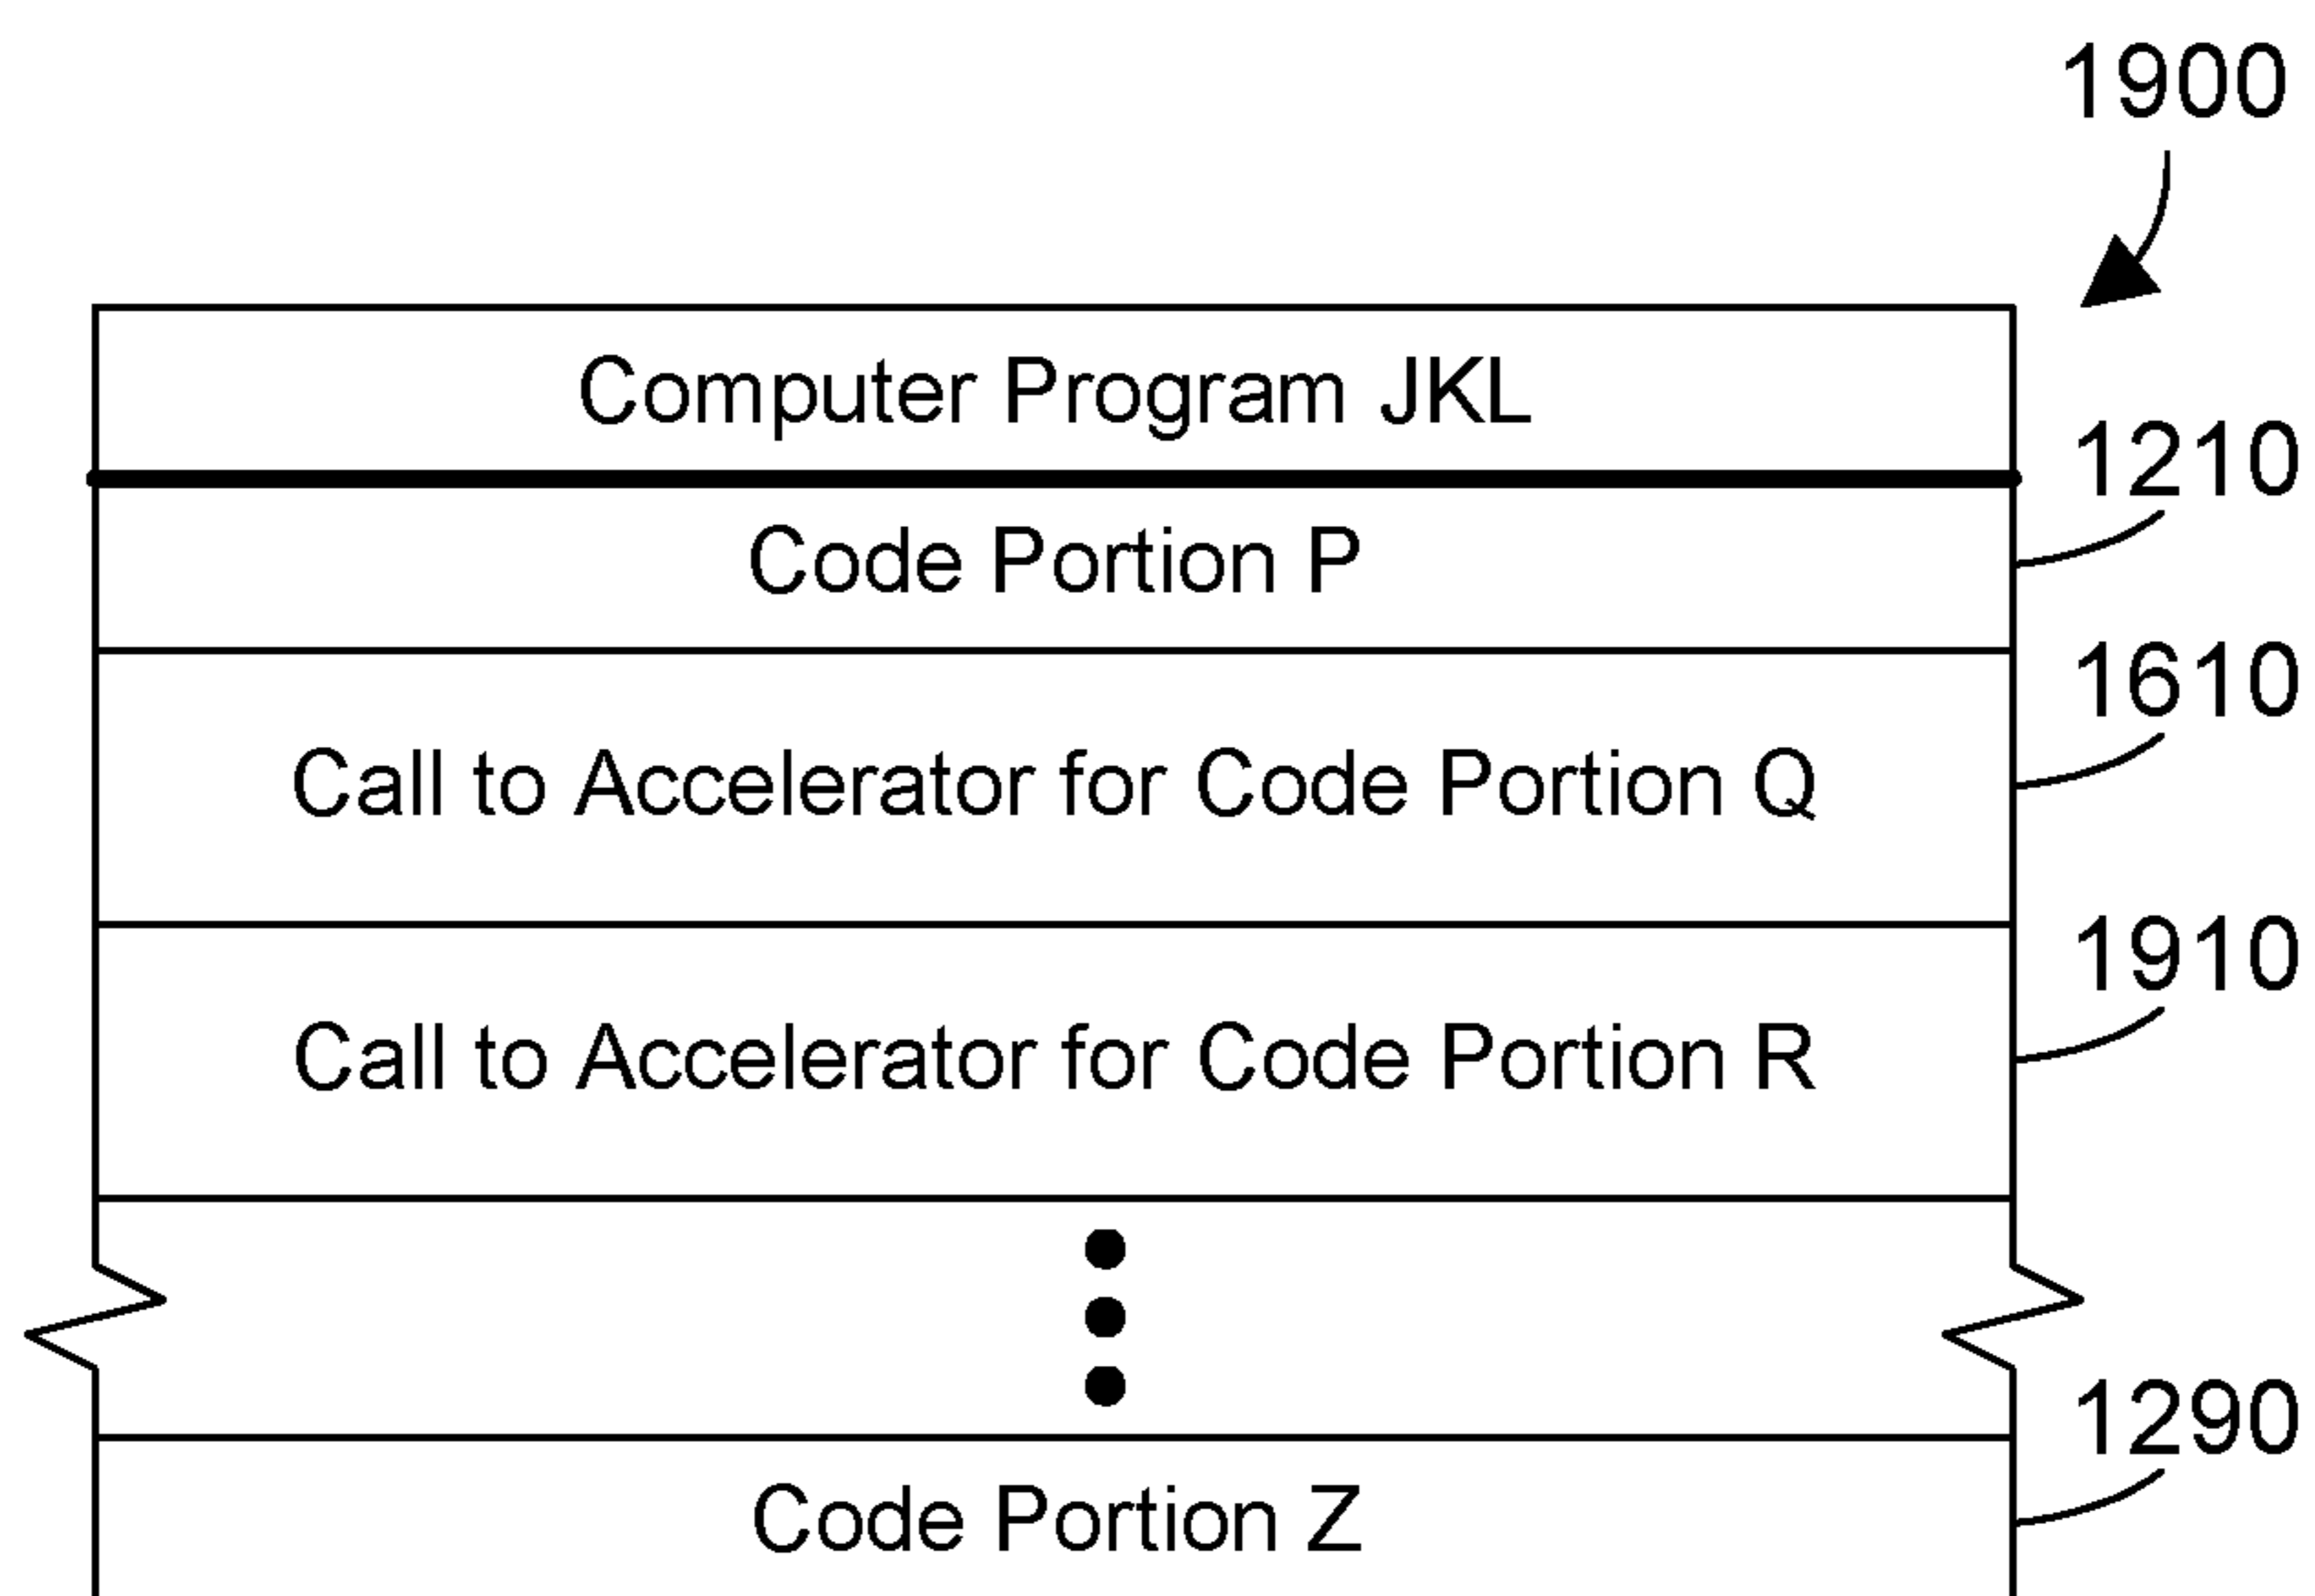 1900
Computer Program JKL
1210
Code Portion P
1610
Call to Accelerator for Code Portion Q
1910
Call to Accelerator for Code Portion R
1290
Code Portion Z